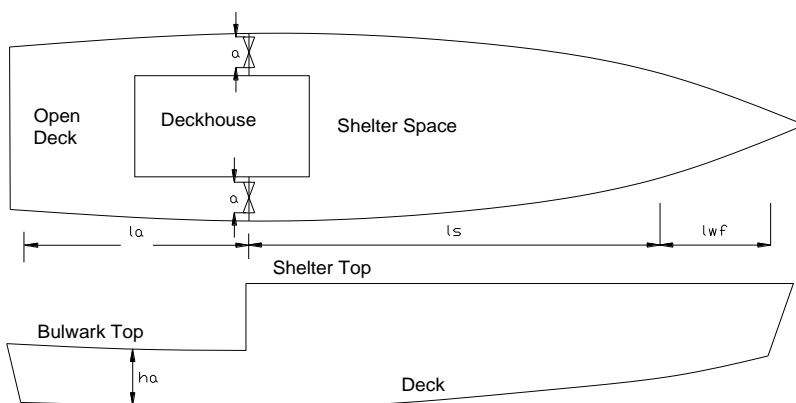 a
Open
Deck
Deckhouse
Shelter Space
a
la
ls
lwf
Shelter Top
Bulwark Top
ha
Deck